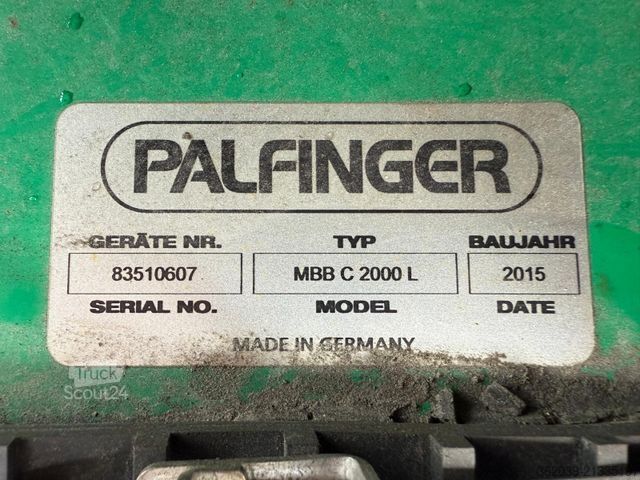 PALFINGER
GERÄTE NR. TYP BAUJAHR
83510607 MBB C 2000 L 2015
SERIAL NO. MODEL DATE
MADE IN GERMANY
Truck
Scout24